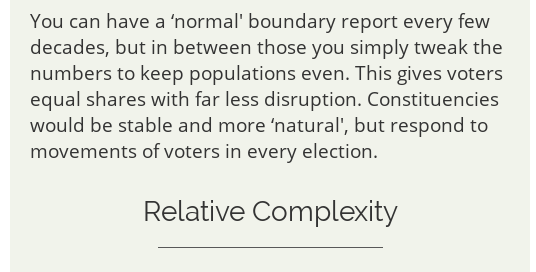 You can have a ‘normal' boundary report every few
decades, but in between those you simply tweak the
numbers to keep populations even. This gives voters
equal shares with far less disruption. Constituencies
would be stable and more ‘natural', but respond to
movements of voters in every election.
Relative Complexity